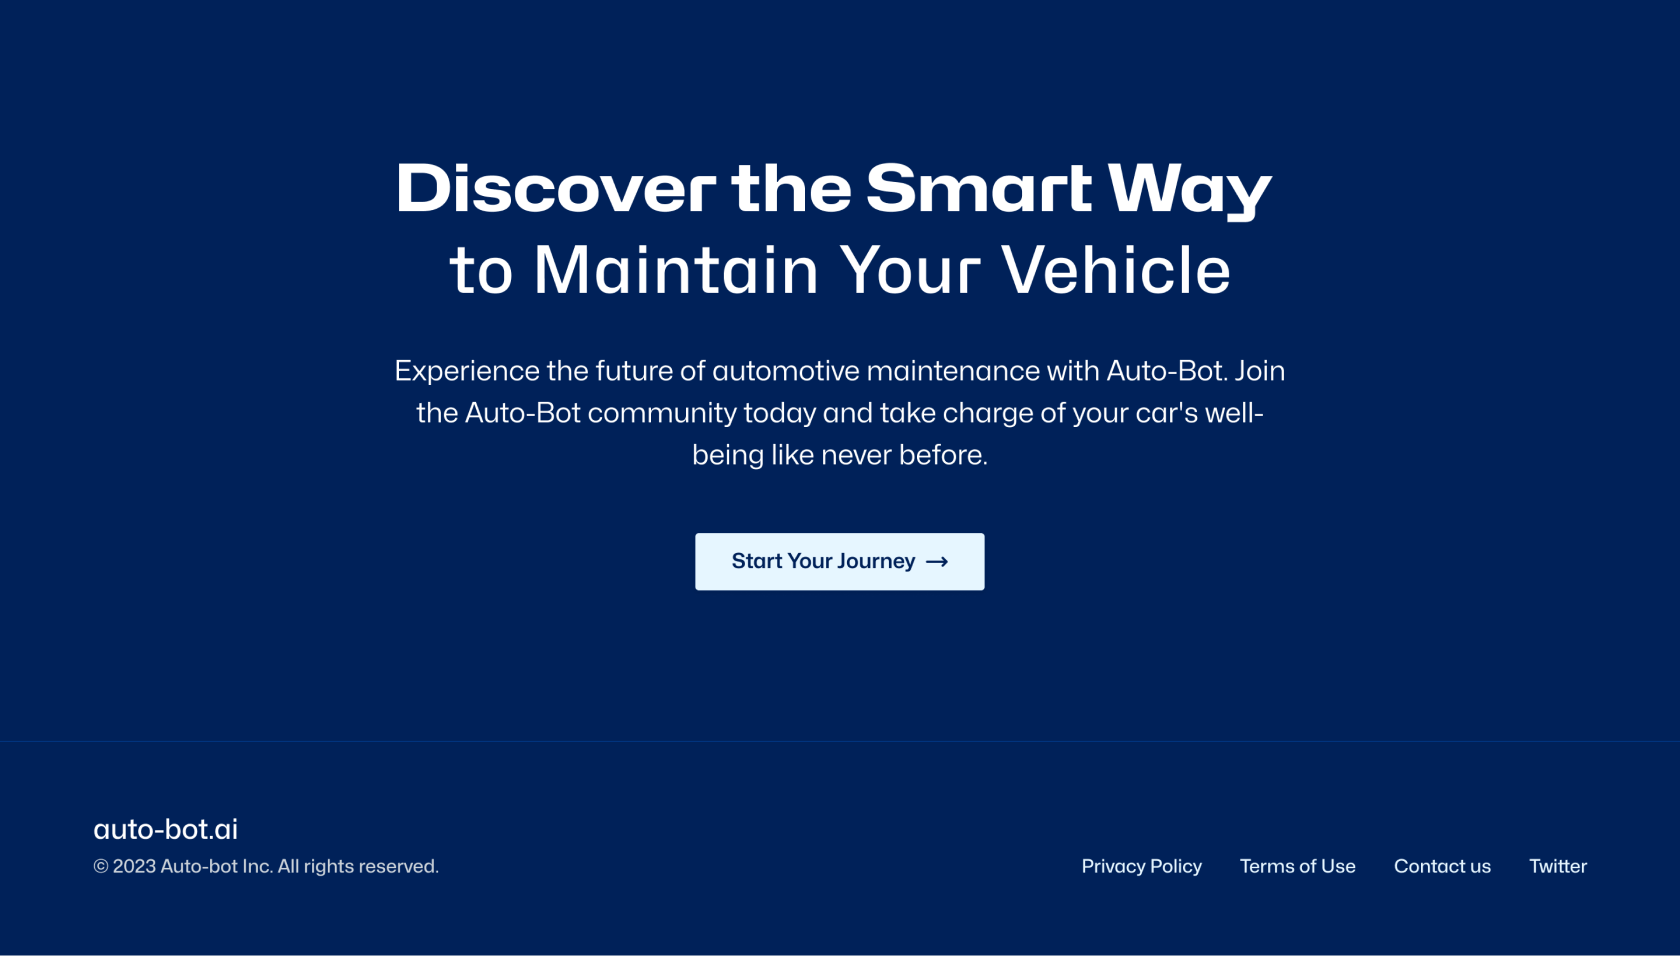 Discover the Smart Way
to Maintain Your Vehicle
Experience the future of automotive maintenance with Auto-Bot. Join
the Auto-Bot community today and take charge of your car's well-
being like never before.
Start Your Journey →
auto-bot.ai
© 2023 Auto-bot Inc. All rights reserved.
Privacy Policy Terms of Use Contact us Twitter